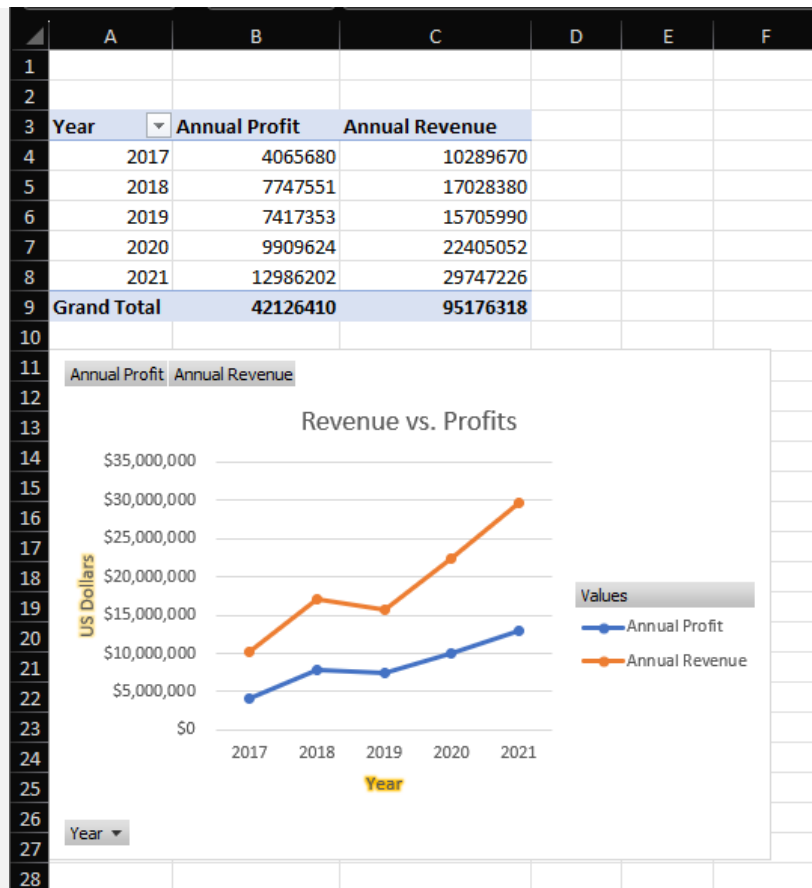 A B C D E F
1
2
3 Year Annual Profit Annual Revenue
4 2017 4065680 10289670
5 2018 7747551 17028380
6 2019 7417353 15705990
7 2020 9909624 22405052
8 2021 12986202 29747226
9 Grand Total 42126410 95176318
10
11 Annual Profit Annual Revenue
12
13 Revenue vs. Profits
14 $35,000,000
15
16 $30,000,000
17 $25,000,000
18 $20,000,000
19 US Dollars $15,000,000 Values
20 $10,000,000 Annual Profit
21 $5,000,000 Annual Revenue
22
23 $0
24 2017 2018 2019 2020 2021
25 Year
26
27 Year
28